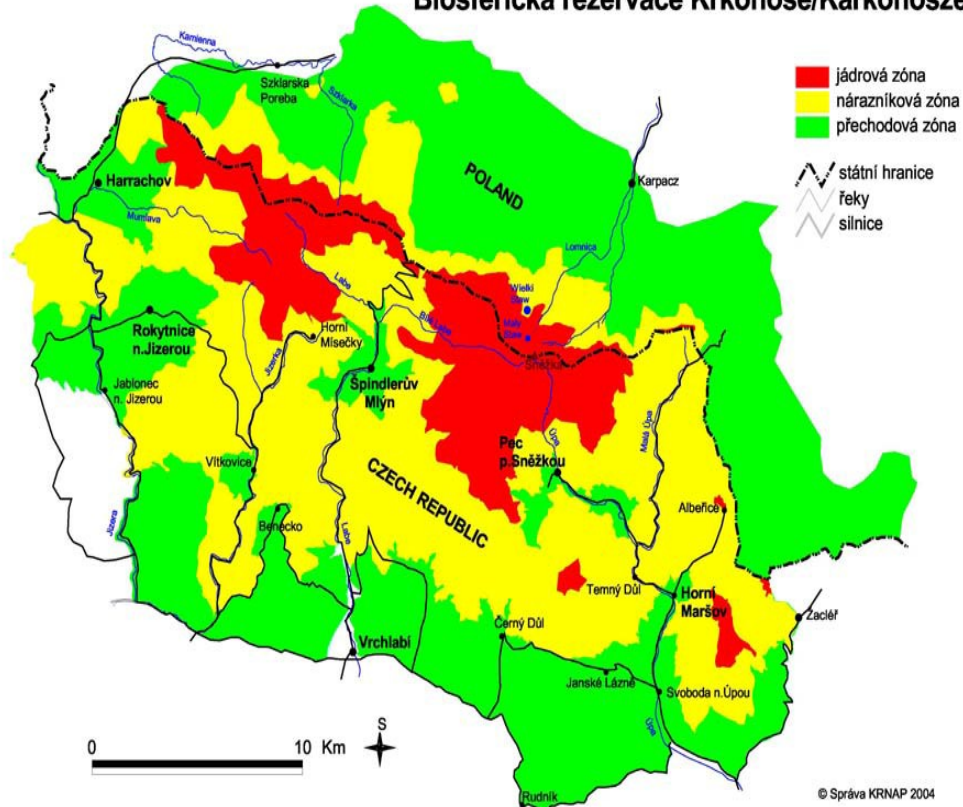 Biosférická rezervace Krkonoše/Karkonosze
jádrová zóna
nárazníková zóna
přechodová zóna
státní hranice
řeky
silnice
Kamienna
Szklarska
Poreba
Szklarka
POLAND
Karpacz
Harrachov
Mumlava
Lomnica
Labe
Wielki
Staw
Bílé Labe
Maly
Staw
Sněžka
Rokytnice
n.Jizerou
Horní
Mísečky
Jizerka
Špindlerův
Mlýn
Jablonec
n. Jizerou
Malá Úpa
Úpa
Pec
p.Sněžkou
Vítkovice
CZECH REPUBLIC
Albeřice
Benecko
Labe
Jizera
Temný Důl
Horní
Maršov
Žacléř
Černý Důl
Vrchlabí
Janské Lázně
Svoboda n.Úpou
Úpa
0 10 Km
S
Rudník
© Správa KRNAP 2004